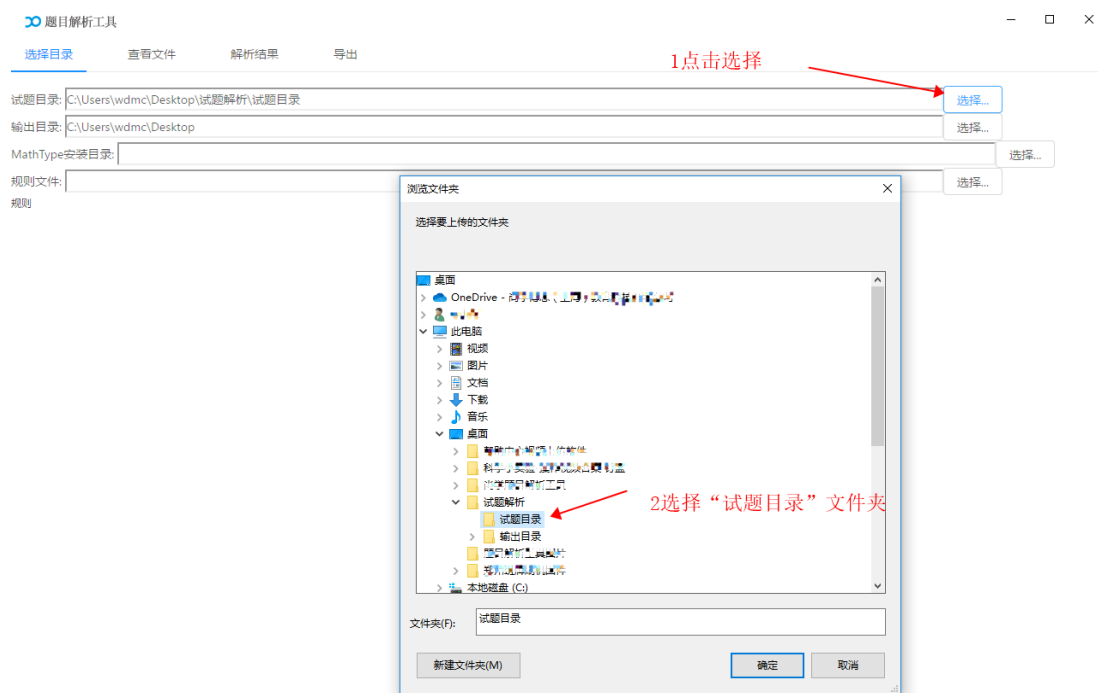 题目解析工具
选择目录 查看文件 解析结果 导出
1点击选择
试题目录: C:\Users\wdmc\Desktop\试题解析\试题目录 选择...
输出目录: C:\Users\wdmc\Desktop 选择...
MathType安装目录: 选择...
规则文件: 选择...
规则
浏览文件夹
选择要上传的文件夹
桌面
OneDrive -
此电脑
视频
图片
文档
下载
音乐
桌面
试题解析
试题目录
2选择“试题目录”文件夹
输出目录
本地磁盘 (C:)
文件夹(F): 试题目录
新建文件夹(M) 确定 取消